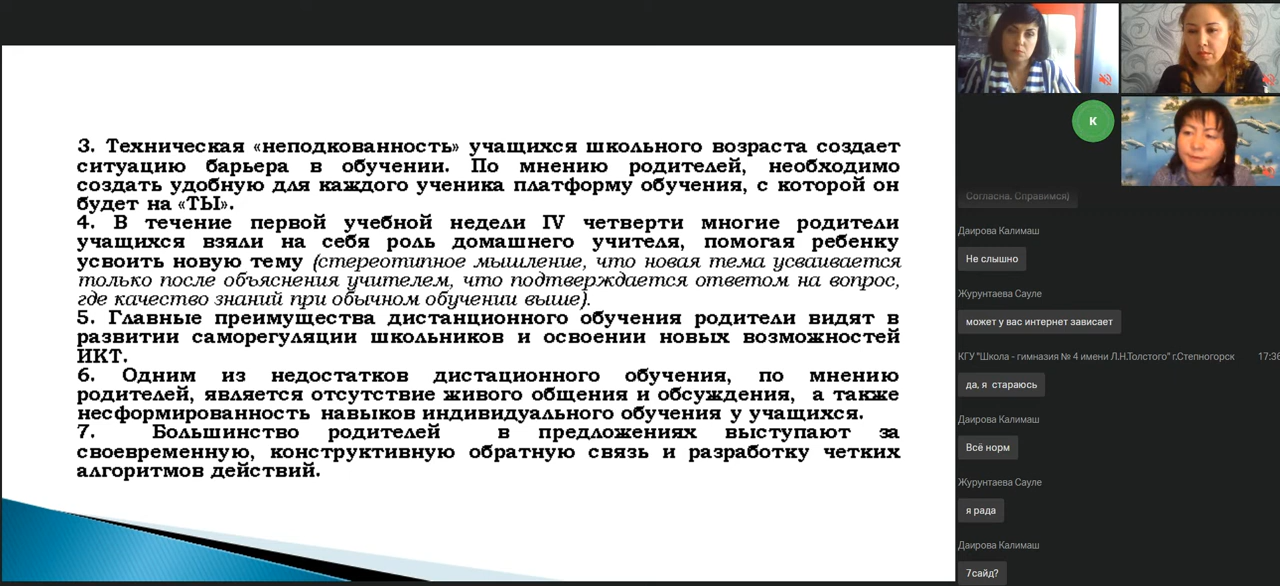 3. Техническая «неподкованность» учащихся школьного возраста создает
ситуацию барьера в обучении. По мнению родителей, необходимо
создать удобную для каждого ученика платформу обучения, с которой он
будет на «ТЫ».
4. В течение первой учебной недели IV четверти многие родители
учащихся взяли на себя роль домашнего учителя, помогая ребенку
усвоить новую тему (стереотипное мышление, что новая тема усваивается
только после объяснения учителем, что подтверждается ответом на вопрос,
где качество знаний при обычном обучении выше).
5. Главные преимущества дистанционного обучения родители видят в
развитии саморегуляции школьников и освоении новых возможностей
ИКТ.
6. Одним из недостатков дистационного обучения, по мнению
родителей, является отсутствие живого общения и обсуждения, а также
несформированность навыков индивидуального обучения у учащихся.
7. Большинство родителей в предложениях выступают за
своевременную, конструктивную обратную связь и разработку четких
алгоритмов действий.
K
Согласна. Справимся)
Даирова Калимаш
Не слышно
Журунтаева Сауле
может у вас интернет зависает
КГУ "Школа - гимназия № 4 имени Л.Н.Толстого" г.Степногорск 17:36
да, я стараюсь
Даирова Калимаш
Всё норм
Журунтаева Сауле
я рада
Даирова Калимаш
7сайд?